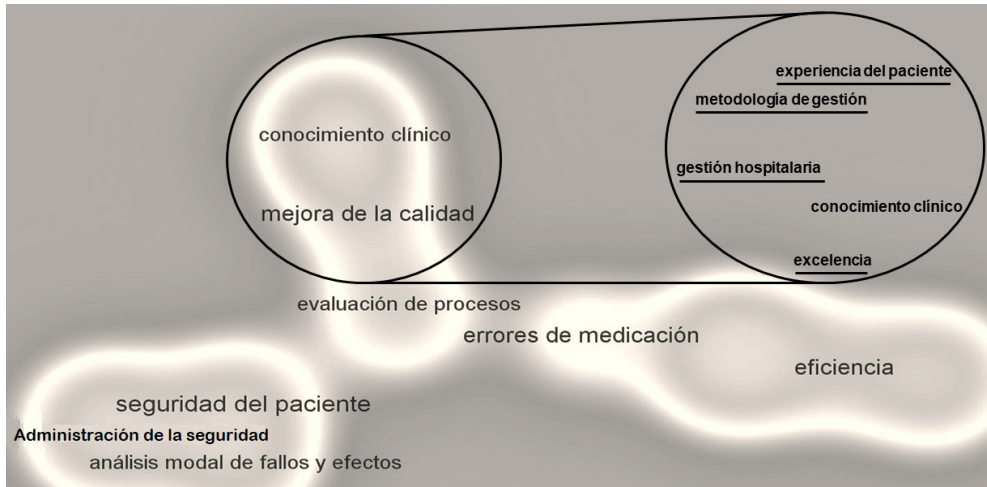 experiencia del paciente
metodología de gestión
conocimiento clínico
gestión hospitalaria
conocimiento clínico
mejora de la calidad
excelencia
evaluación de procesos
errores de medicación
eficiencia
seguridad del paciente
Administración de la seguridad
análisis modal de fallos y efectos